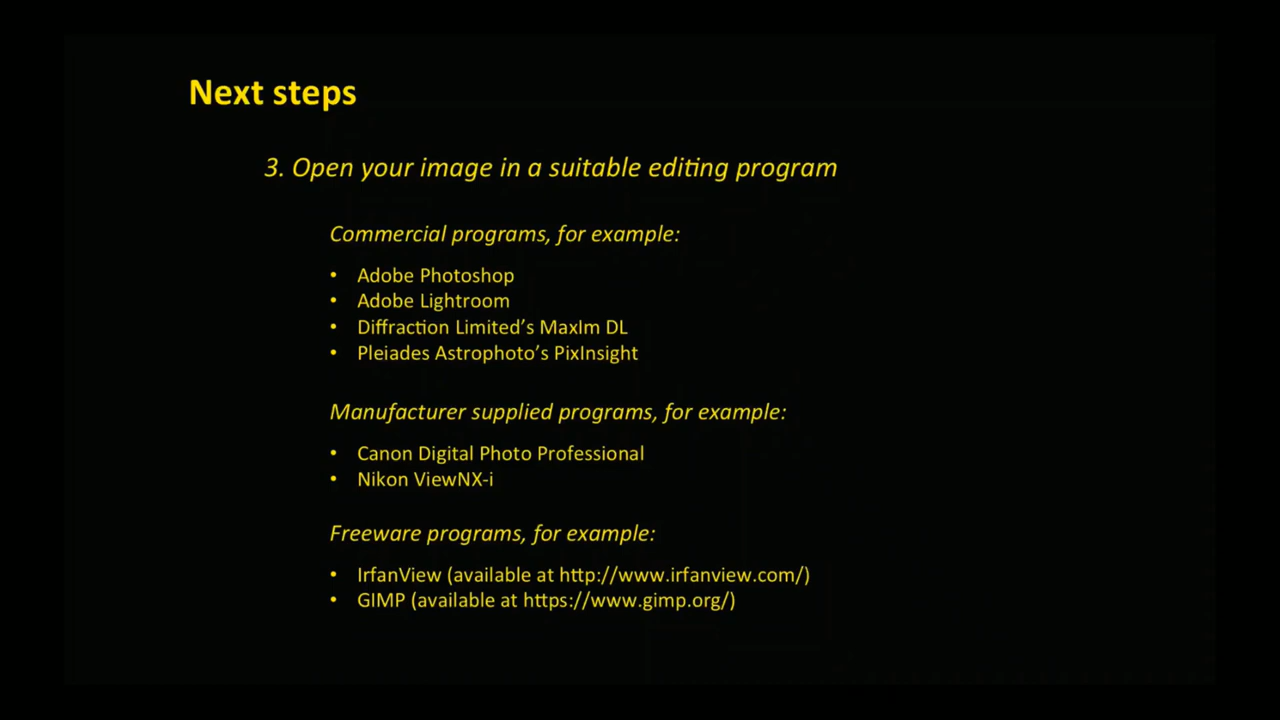 Next steps
3. Open your image in a suitable editing program
Commercial programs, for example:
• Adobe Photoshop
• Adobe Lightroom
• Diffraction Limited’s MaxIm DL
• Pleiades Astrophoto’s PixInsight
Manufacturer supplied programs, for example:
• Canon Digital Photo Professional
• Nikon ViewNX-i
Freeware programs, for example:
• IrfanView (available at http://www.irfanview.com/)
• GIMP (available at https://www.gimp.org/)